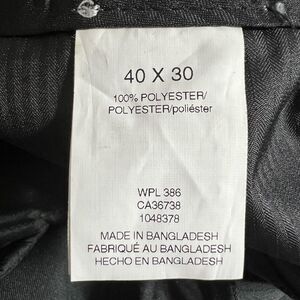 40 X 30
100% POLYESTER/
POLYESTER/poliéster
WPL 386
CA36738
1048378
MADE IN BANGLADESH
FABRIQUÉ AU BANGLADESH
HECHO EN BANGLADESH